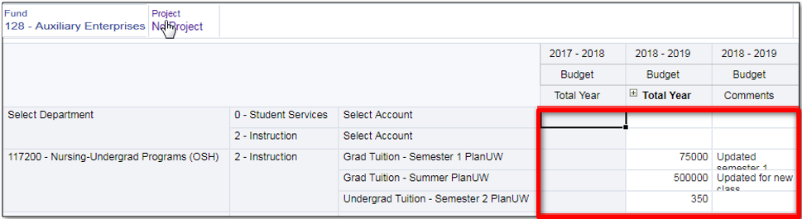 Fund Project
128 - Auxiliary Enterprises No Project
2017 - 2018 2018 - 2019 2018 - 2019
Budget Budget Budget
Total Year Total Year Comments
Select Department 0 - Student Services Select Account
2 - Instruction Select Account
117200 - Nursing-Undergrad Programs (OSH) 2 - Instruction Grad Tuition - Semester 1 PlanUW 75000 Updated
semester 1
Grad Tuition - Summer PlanUW 500000 Updated for new
class
Undergrad Tuition - Semester 2 PlanUW 350